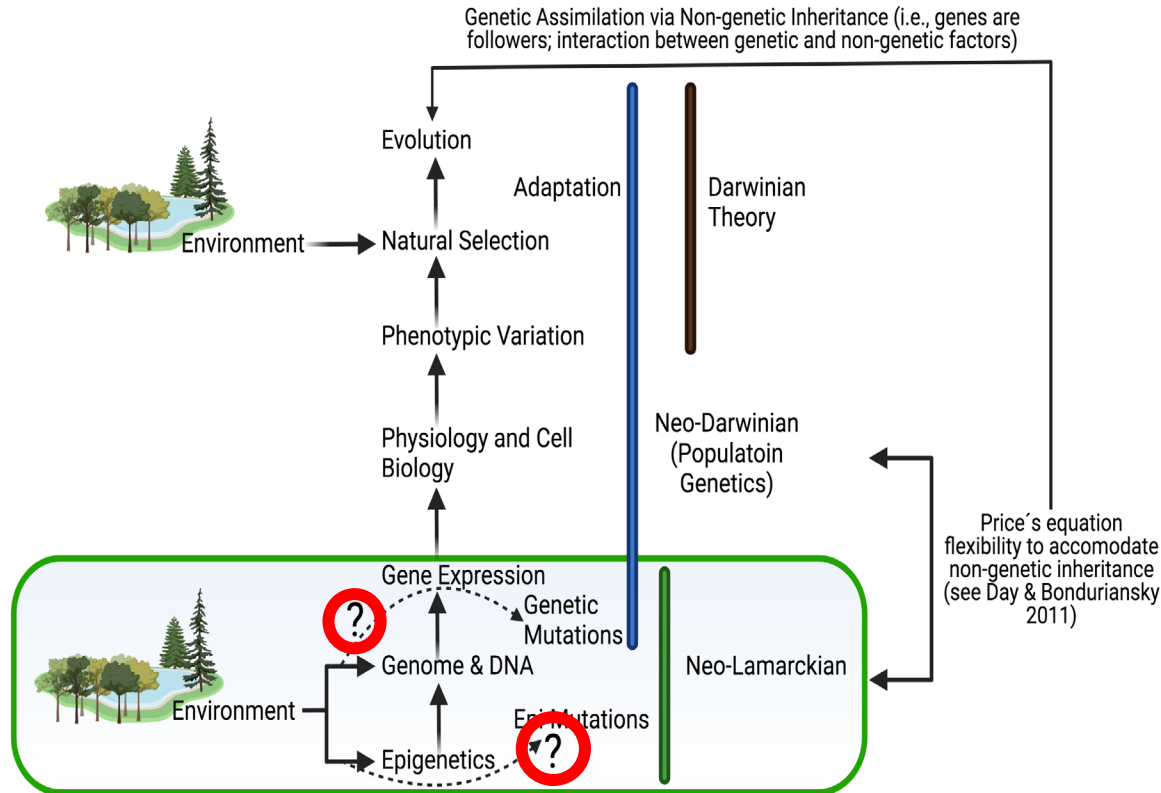 Genetic Assimilation via Non-genetic Inheritance (i.e., genes are
followers; interaction between genetic and non-genetic factors)
Evolution
Adaptation
Darwinian
Theory
Environment
Natural Selection
Phenotypic Variation
Neo-Darwinian
(Populatoin
Genetics)
Physiology and Cell
Biology
Price´s equation
flexibility to accomodate
non-genetic inheritance
(see Day & Bonduriansky
2011)
Gene Expression
?
Genetic
Mutations
Genome & DNA
Neo-Lamarckian
Environment
Epi Mutations
?
Epigenetics